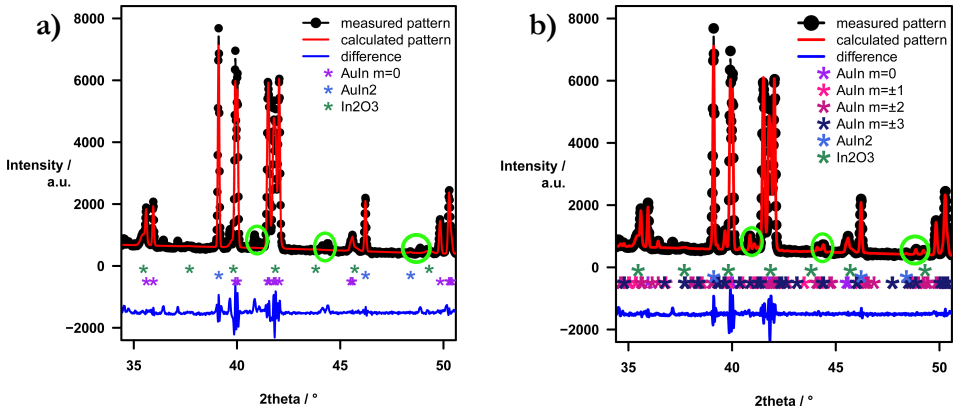 a)
8000
6000
4000
2000
0
−2000
Intensity /
a.u.
measured pattern
calculated pattern
difference
AuIn m=0
AuIn2
In2O3
35
40
45
50
2theta / °
b)
8000
6000
4000
2000
0
−2000
Intensity /
a.u.
measured pattern
calculated pattern
difference
AuIn m=0
AuIn m=±1
AuIn m=±2
AuIn m=±3
AuIn2
In2O3
35
40
45
50
2theta / °